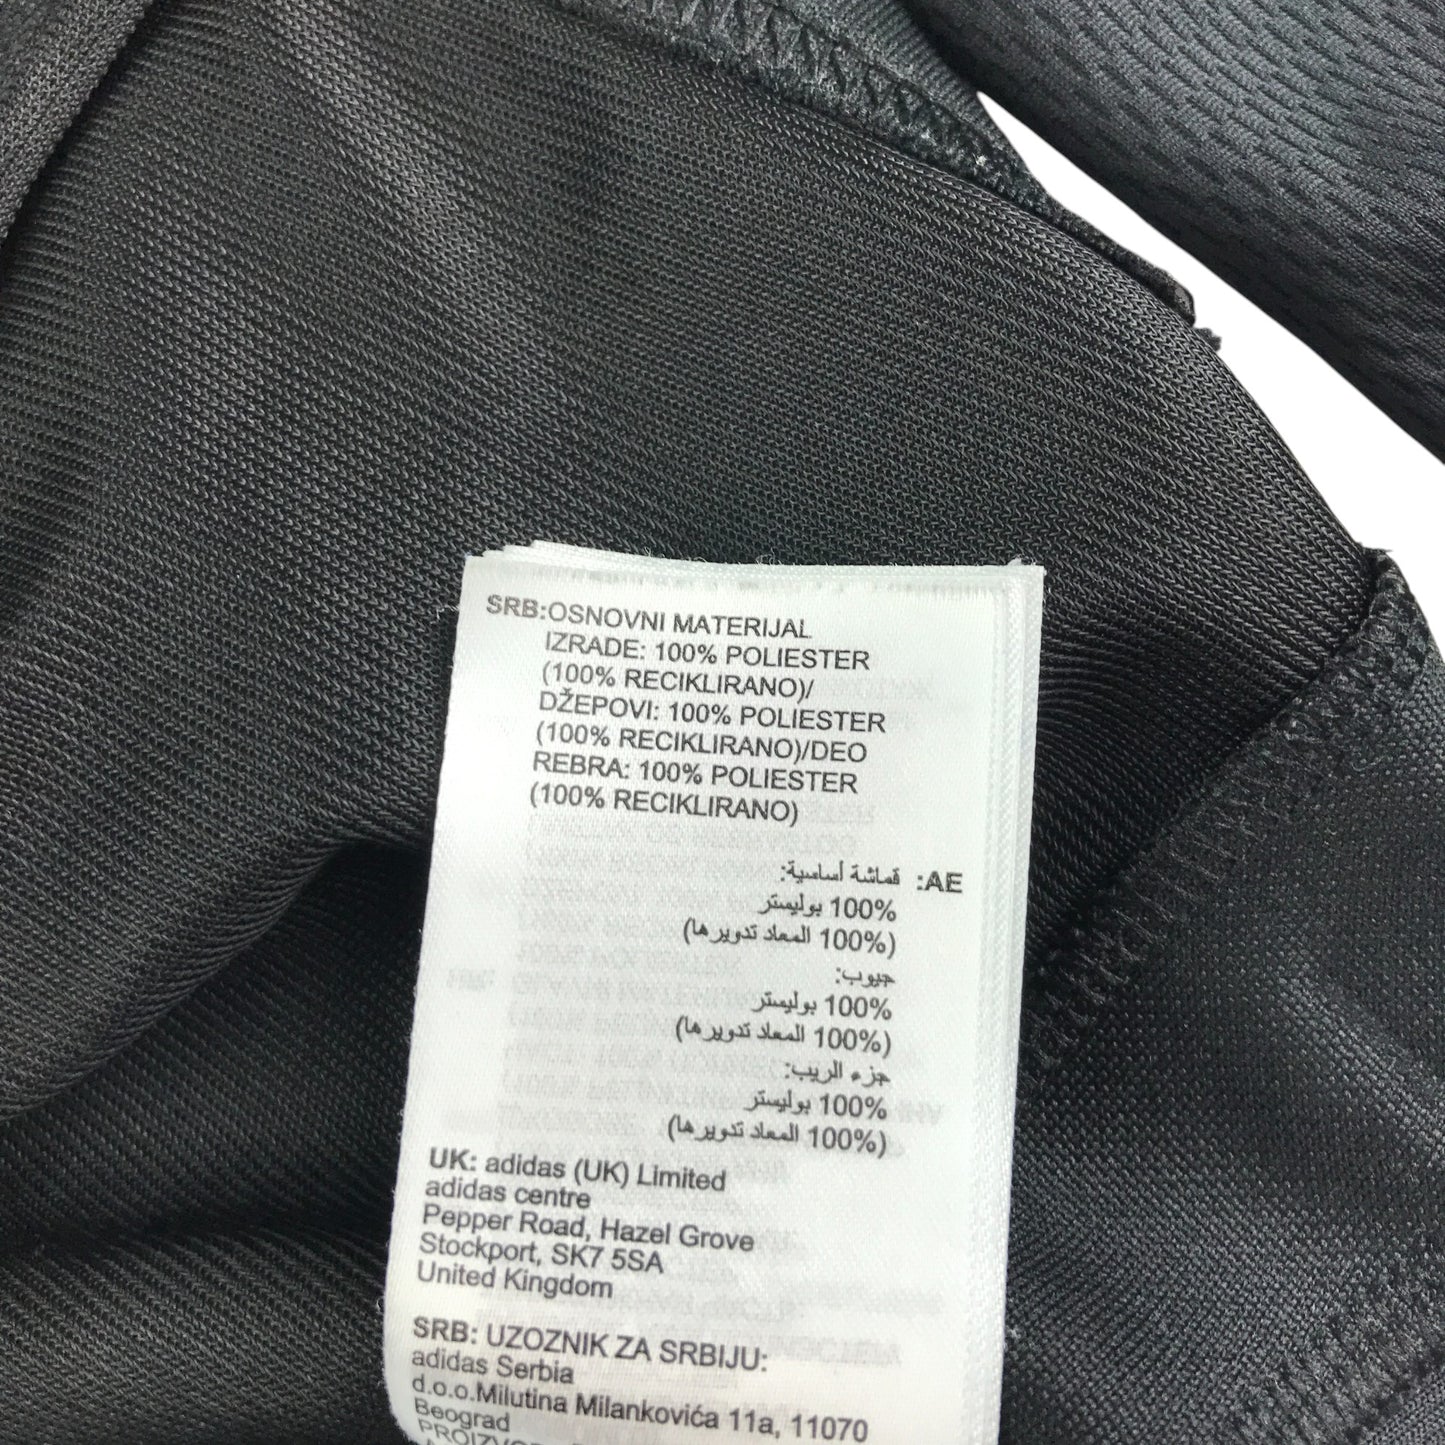 SRB:OSNOVNI MATERIJAL
IZRADE: 100% POLIESTER
(100% RECIKLIRANO)/
DŽEPOVI: 100% POLIESTER
(100% RECIKLIRANO)/DEO
REBRA: 100% POLIESTER
(100% RECIKLIRANO)
AE: قماشة أساسية:
100% بوليستر
(100% المعاد تدويرها)
جيوب:
100% بوليستر
(100% المعاد تدويرها)
جزء الريب:
100% بوليستر
(100% المعاد تدويرها)
UK: adidas (UK) Limited
adidas centre
Pepper Road, Hazel Grove
Stockport, SK7 5SA
United Kingdom
SRB: UZOZNIK ZA SRBIJU:
adidas Serbia
d.o.o.Milutina Milankovića 11a, 11070
Beograd